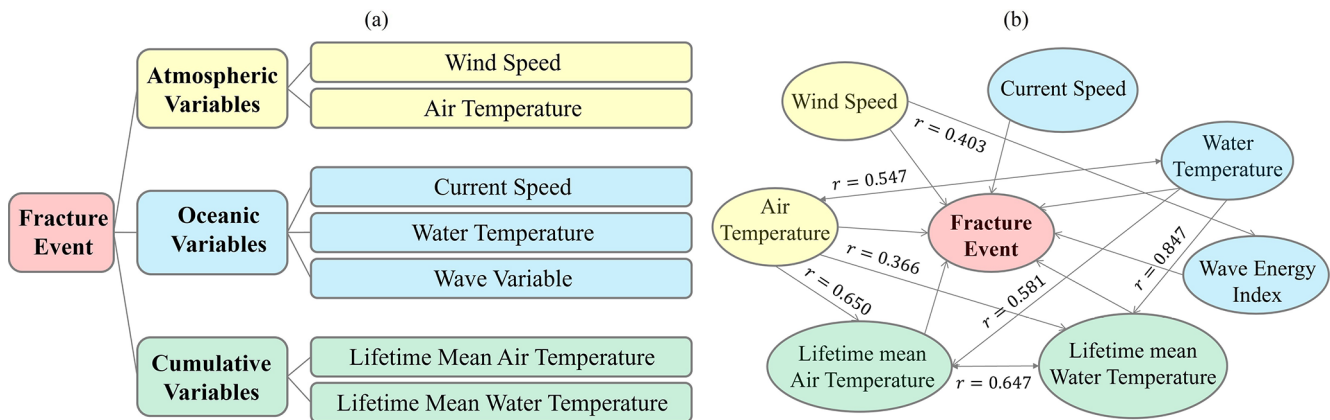 (a)
Fracture
Event
Atmospheric
Variables
Wind Speed
Air Temperature
Oceanic
Variables
Current Speed
Water Temperature
Wave Variable
Cumulative
Variables
Lifetime Mean Air Temperature
Lifetime Mean Water Temperature
(b)
Wind Speed
Current Speed
r = 0.403
Water
Temperature
r = 0.547
Air
Temperature
Fracture
Event
r = 0.366
r = 0.847
Wave Energy
Index
r = 0.650
r = 0.581
Lifetime mean
Air Temperature
Lifetime mean
Water Temperature
r = 0.647